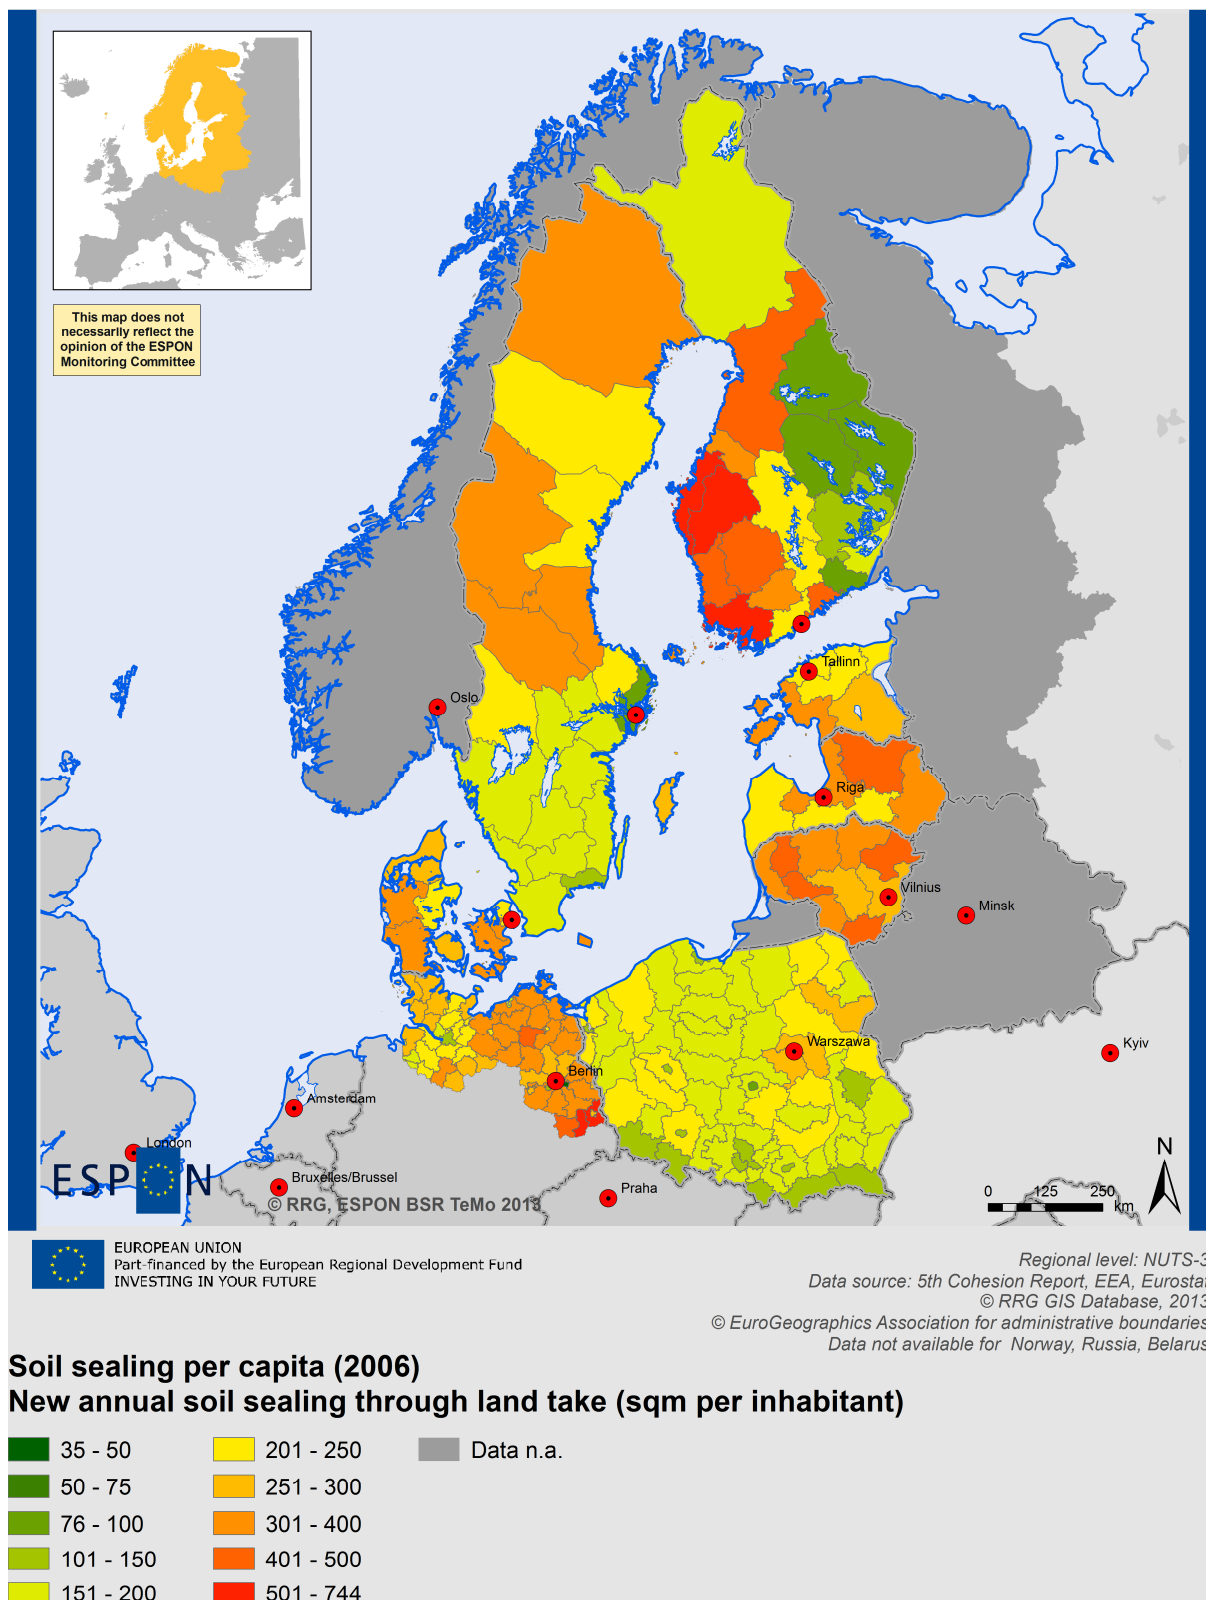 This map does not
necessarily reflect the
opinion of the ESPON
Monitoring Committee
Oslo
Tallinn
Riga
Vilnius
Minsk
Warszawa
Kyiv
Berlin
Amsterdam
London
Bruxelles/Brussel
Praha
ESPON
© RRG, ESPON BSR TeMo 2013
N
0 125 250
km
EUROPEAN UNION
Part-financed by the European Regional Development Fund
INVESTING IN YOUR FUTURE
Regional level: NUTS-3
Data source: 5th Cohesion Report, EEA, Eurostat
© RRG GIS Database, 2013
© EuroGeographics Association for administrative boundaries
Data not available for Norway, Russia, Belarus
Soil sealing per capita (2006)
New annual soil sealing through land take (sqm per inhabitant)
35 - 50
50 - 75
76 - 100
101 - 150
151 - 200
201 - 250
251 - 300
301 - 400
401 - 500
501 - 744
Data n.a.